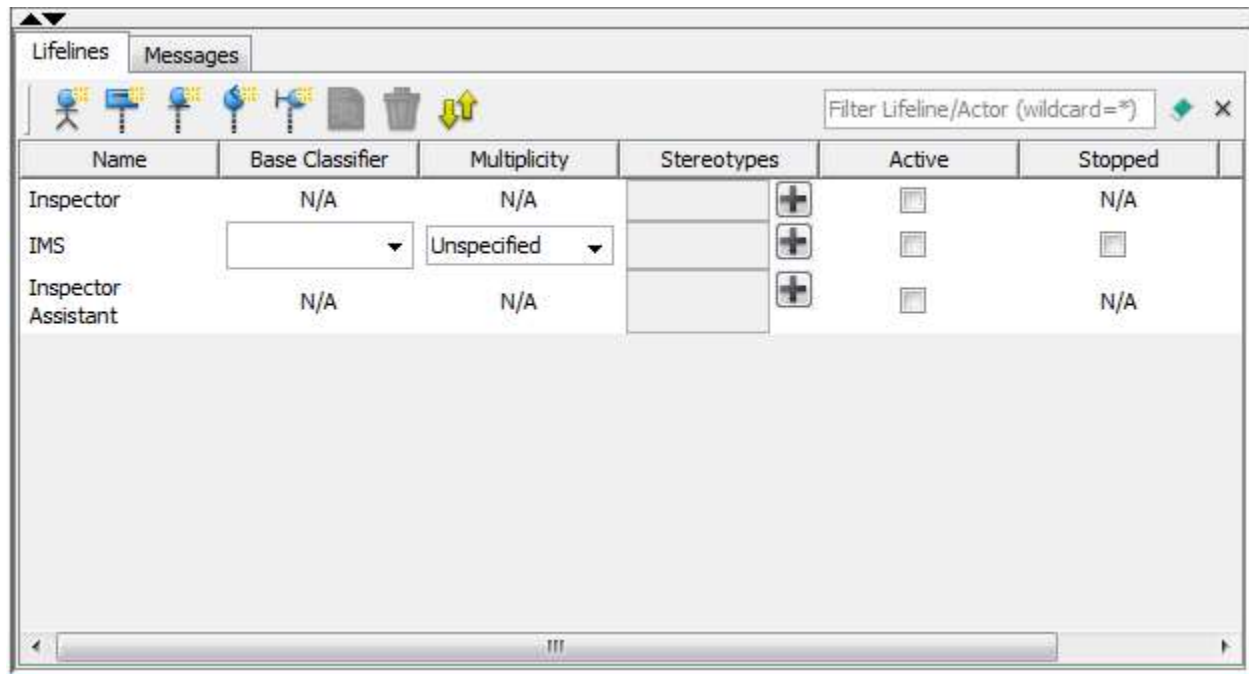 Lifelines Messages
Filter Lifeline/Actor (wildcard=*)
Name Base Classifier Multiplicity Stereotypes Active Stopped
Inspector N/A N/A N/A
IMS Unspecified
Inspector
Assistant N/A N/A N/A